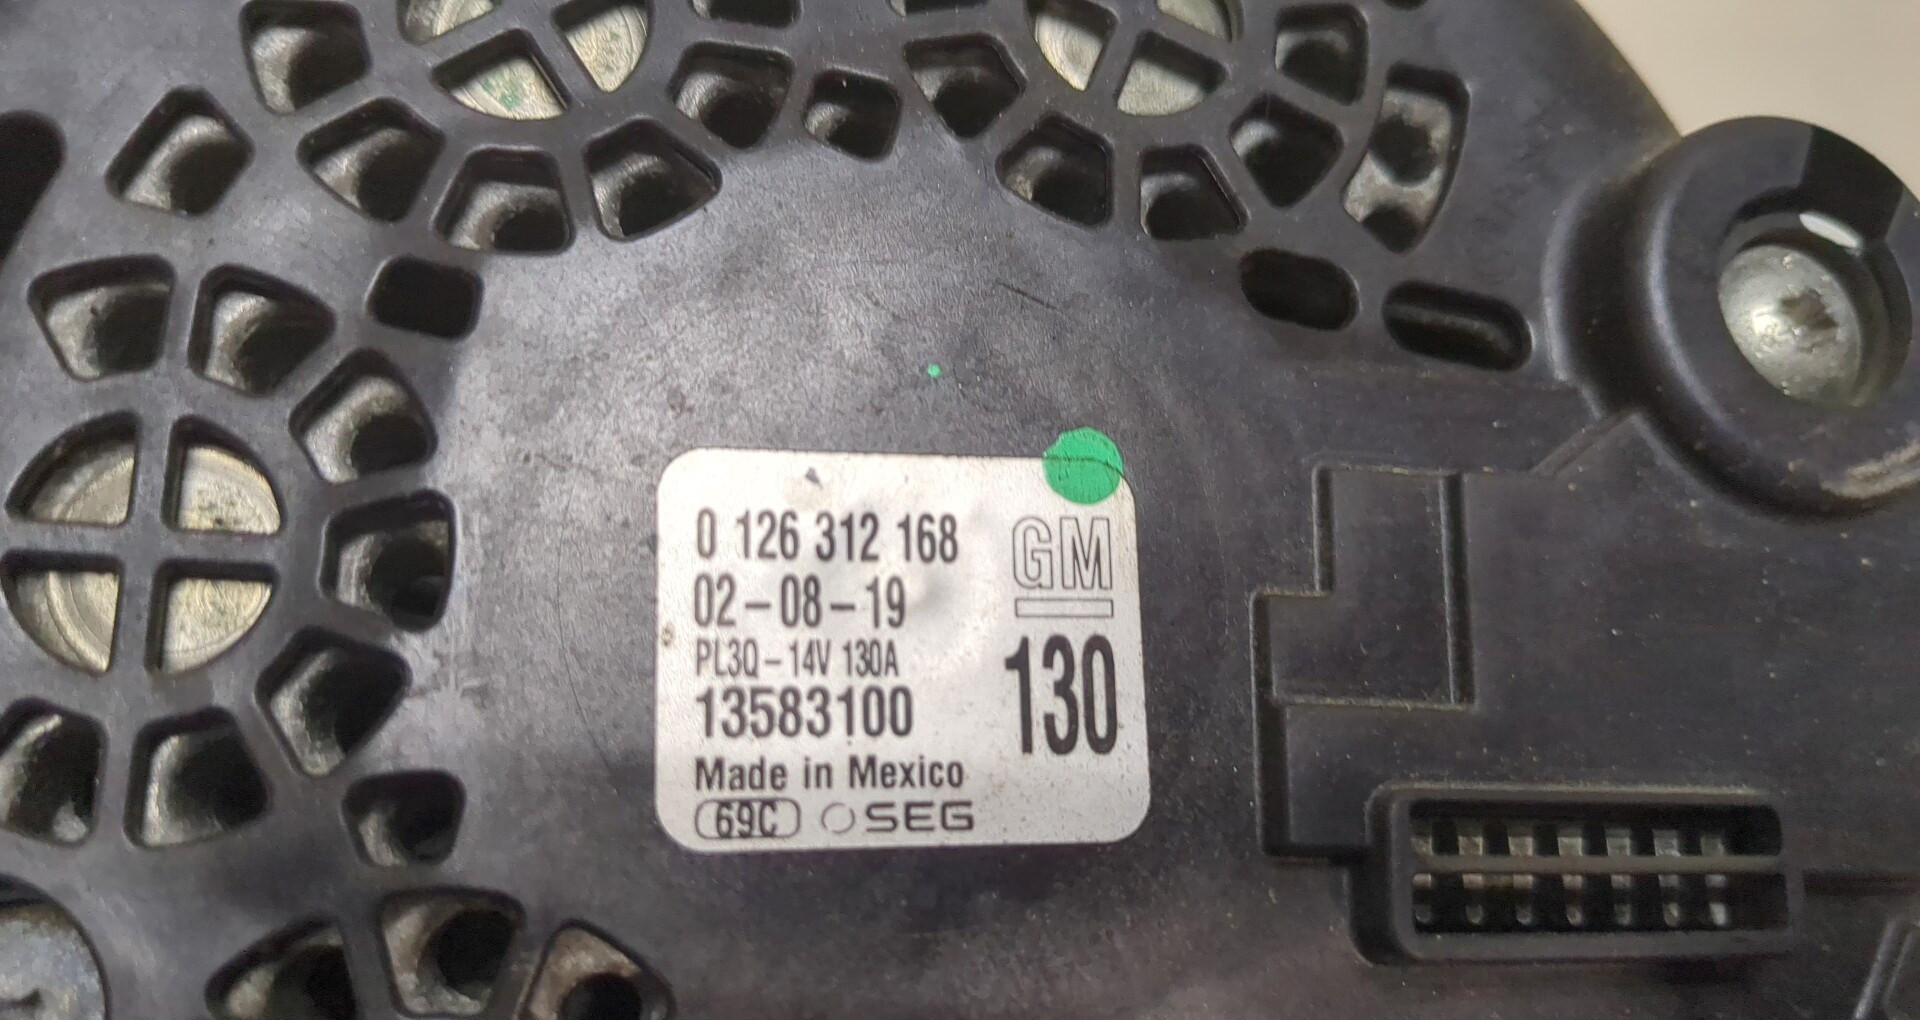 0 126 312 168
02-08-19
PL3Q-14V 130A
13583100
Made in Mexico
69C SEG
GM
130